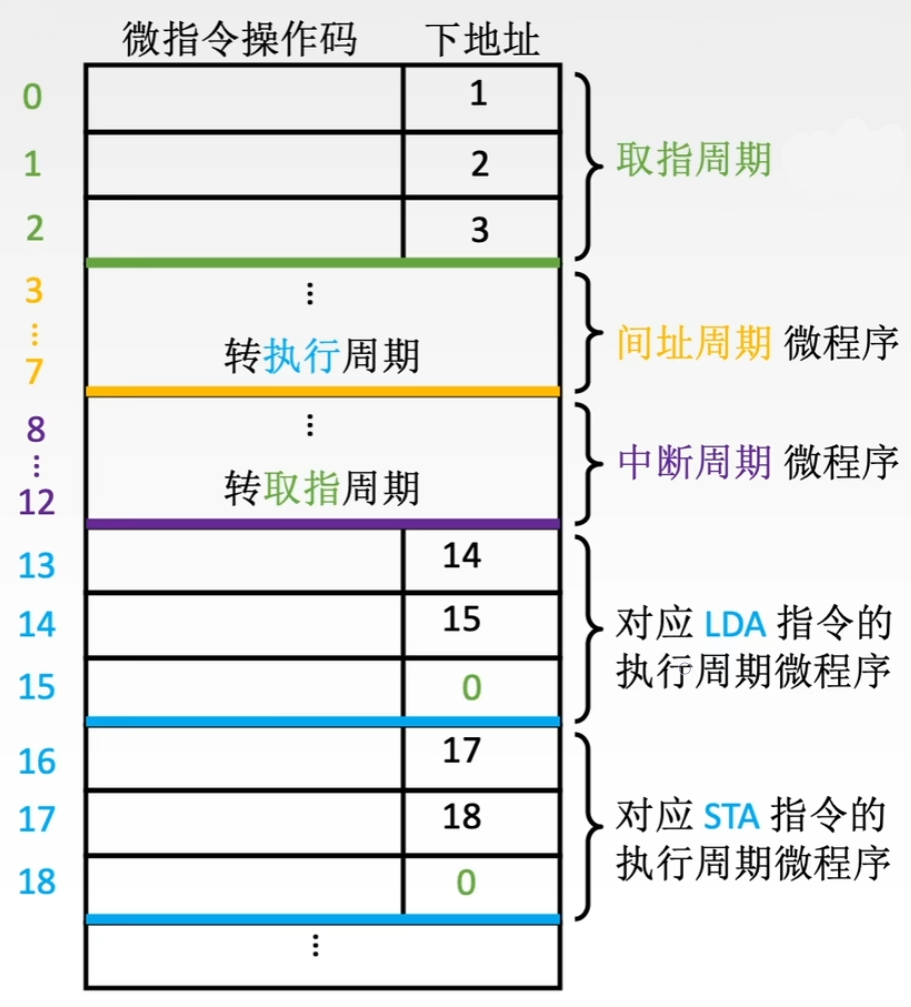 微指令操作码 下地址
0 1
1 2
2 3
取指周期
3 ⋮
⋮
7 转执行周期
间址周期 微程序
8 ⋮
⋮
12 转取指周期
中断周期 微程序
13 14
14 15
15 0
对应 LDA 指令的
执行周期微程序
16 17
17 18
18 0
对应 STA 指令的
执行周期微程序
⋮